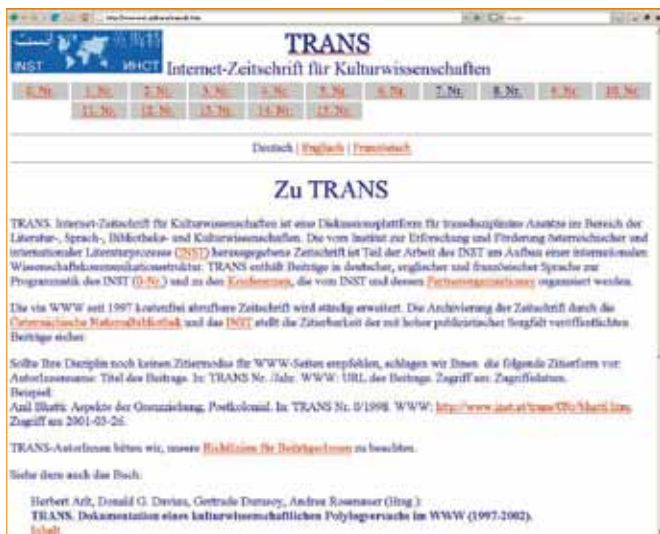 TRANS
INST
ИНСТ
Internet-Zeitschrift für Kulturwissenschaften
0. Nr. 1. Nr. 2. Nr. 3. Nr. 4. Nr. 5. Nr. 6. Nr. 7. Nr. 8. Nr. 9. Nr. 10. Nr.
11. Nr. 12. Nr. 13. Nr. 14. Nr. 15. Nr.
Deutsch | Englisch | Französisch
Zu TRANS
TRANS. Internet-Zeitschrift für Kulturwissenschaften ist eine Diskussionsplattform für transdisziplinäre Ansätze im Bereich der
Literatur-, Sprach-, Bibliotheks- und Kulturwissenschaften. Die vom Institut zur Erforschung und Förderung österreichischer und
internationaler Literaturprozesse (INST) herausgegebene Zeitschrift ist Teil der Arbeit des INST am Aufbau einer internationalen
Wissenschaftskommunikationsstruktur. TRANS enthält Beiträge in deutscher, englischer und französischer Sprache zur
Programmatik des INST (0-Nr.) und zu den Konferenzen, die vom INST und dessen Partnerorganisationen organisiert werden.
Die via WWW seit 1997 kostenfrei abrufbare Zeitschrift wird ständig erweitert. Die Archivierung der Zeitschrift durch die
Österreichische Nationalbibliothek und das INST stellt die Zitierbarkeit der mit hoher publizistischer Sorgfalt veröffentlichten
Beiträge sicher.
Sollte Ihre Disziplin noch keinen Zitiermodus für WWW-Seiten empfehlen, schlagen wir Ihnen die folgende Zitierform vor:
AutorInnenname: Titel des Beitrags. In: TRANS Nr. /Jahr. WWW: URL des Beitrags. Zugriff am: Zugriffsdatum.
Beispiel:
Anil Bhatti: Aspekte der Grenzziehung. Postkolonial. In: TRANS Nr. 0/1998. WWW: http://www.inst.at/trans/0Nr/bhatti.htm
Zugriff am 2001-03-26.
TRANS-AutorInnen bitten wir, unsere Richtlinien für BeiträgerInnen zu beachten.
Siehe dazu auch das Buch:
Herbert Arlt, Donald G. Daviau, Gertrude Durusoy, Andrea Rosenauer (Hrsg.):
TRANS. Dokumentation eines kulturwissenschaftlichen Polylogversuchs im WWW (1997-2002).
Inhalt